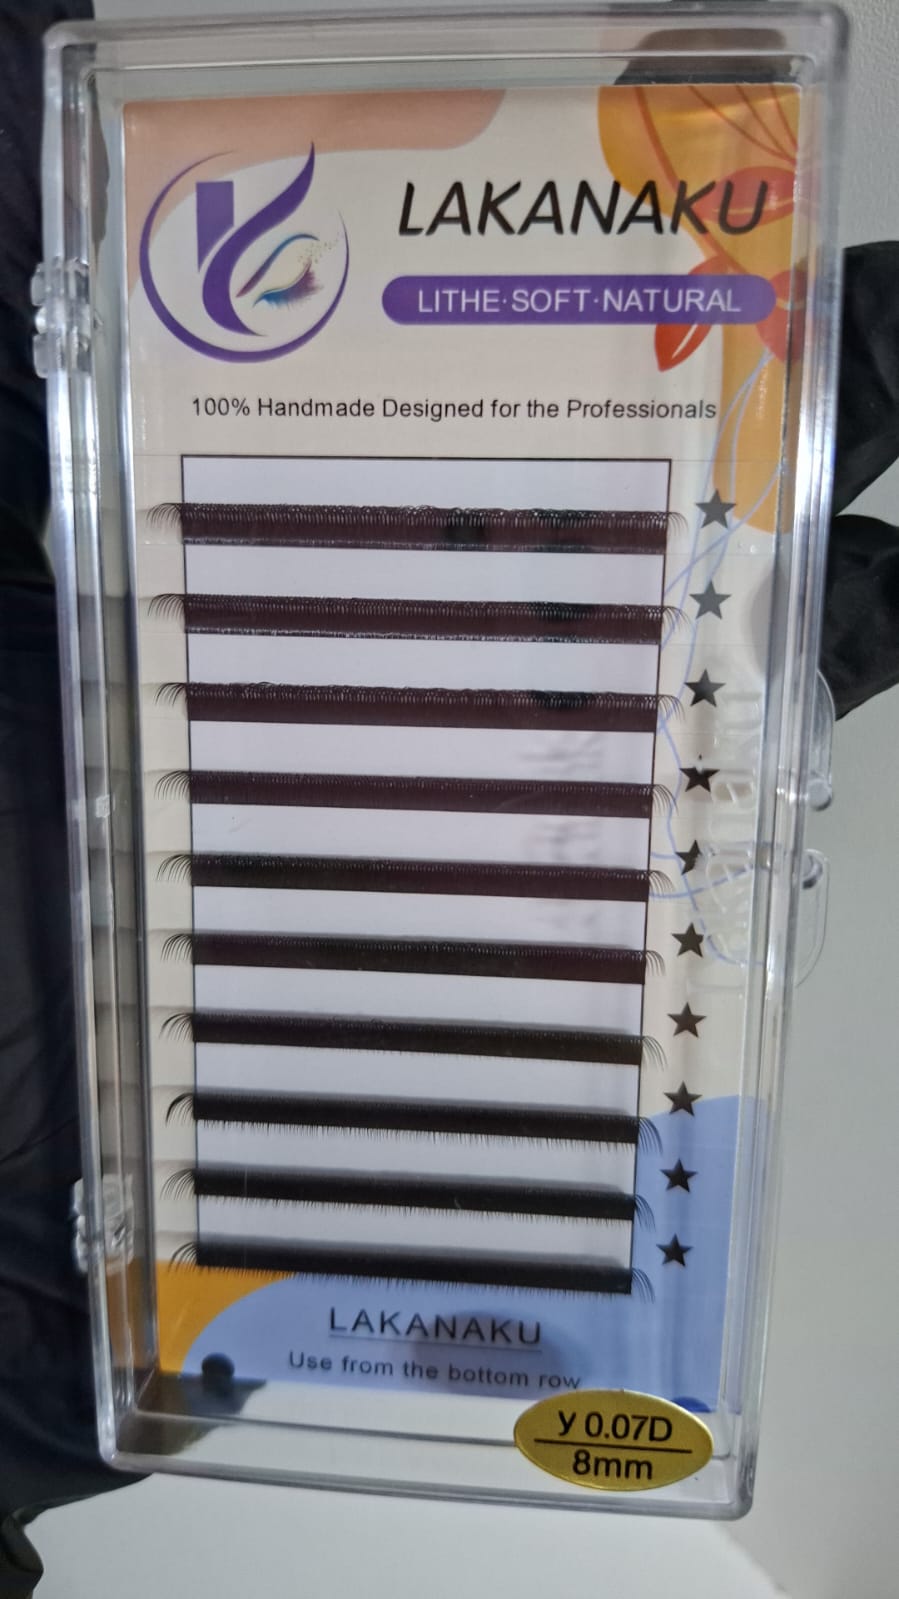 LAKANAKU
LITHE·SOFT·NATURAL
100% Handmade Designed for the Professionals
LAKANAKU
Use from the bottom row
y 0.07D
8mm